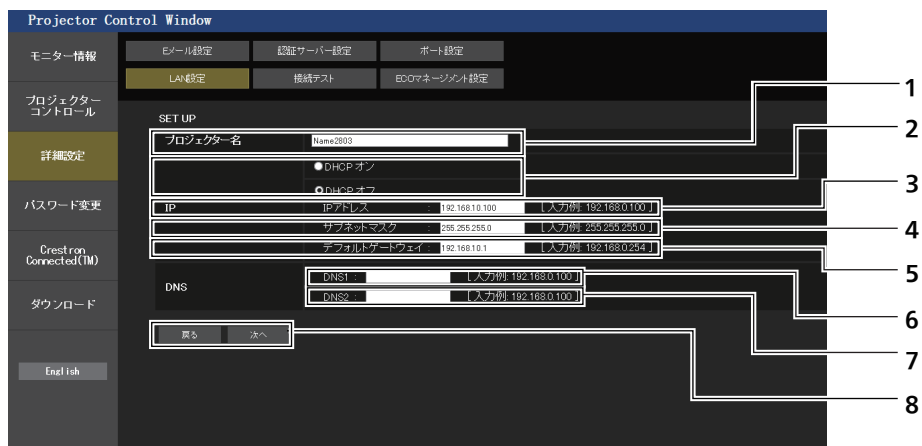 Projector Control Window
モニター情報
プロジェクター
コントロール
詳細設定
パスワード変更
Crestron
Connected(TM)
ダウンロード
English
Eメール設定 認証サーバー設定 ポート設定
LAN設定 接続テスト ECOマネージメント設定
SET UP
プロジェクター名 Name2803
DHCP オン
DHCP オフ
IP IPアドレス : 192.168.10.100 [ 入力例: 192.168.0.100 ]
サブネットマスク : 255.255.255.0 [ 入力例: 255.255.255.0 ]
デフォルトゲートウェイ : 192.168.10.1 [ 入力例: 192.168.0.254 ]
DNS
DNS1 : [ 入力例: 192.168.0.100 ]
DNS2 : [ 入力例: 192.168.0.100 ]
戻る 次へ
1
2
3
4
5
6
7
8